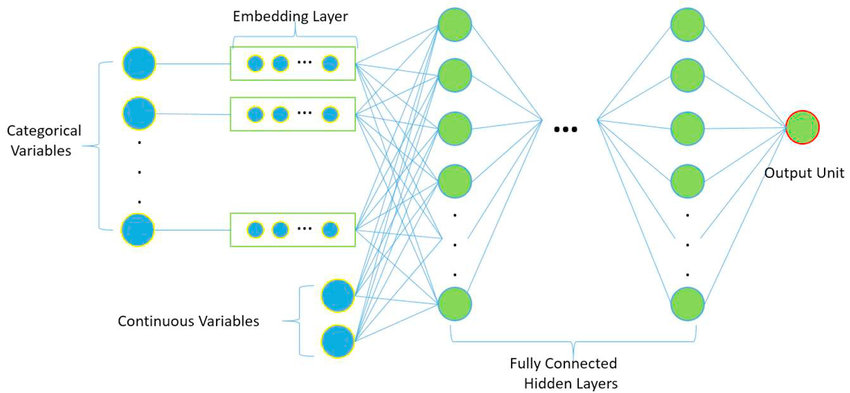 Embedding Layer
Categorical
Variables
Output Unit
Continuous Variables
Fully Connected
Hidden Layers